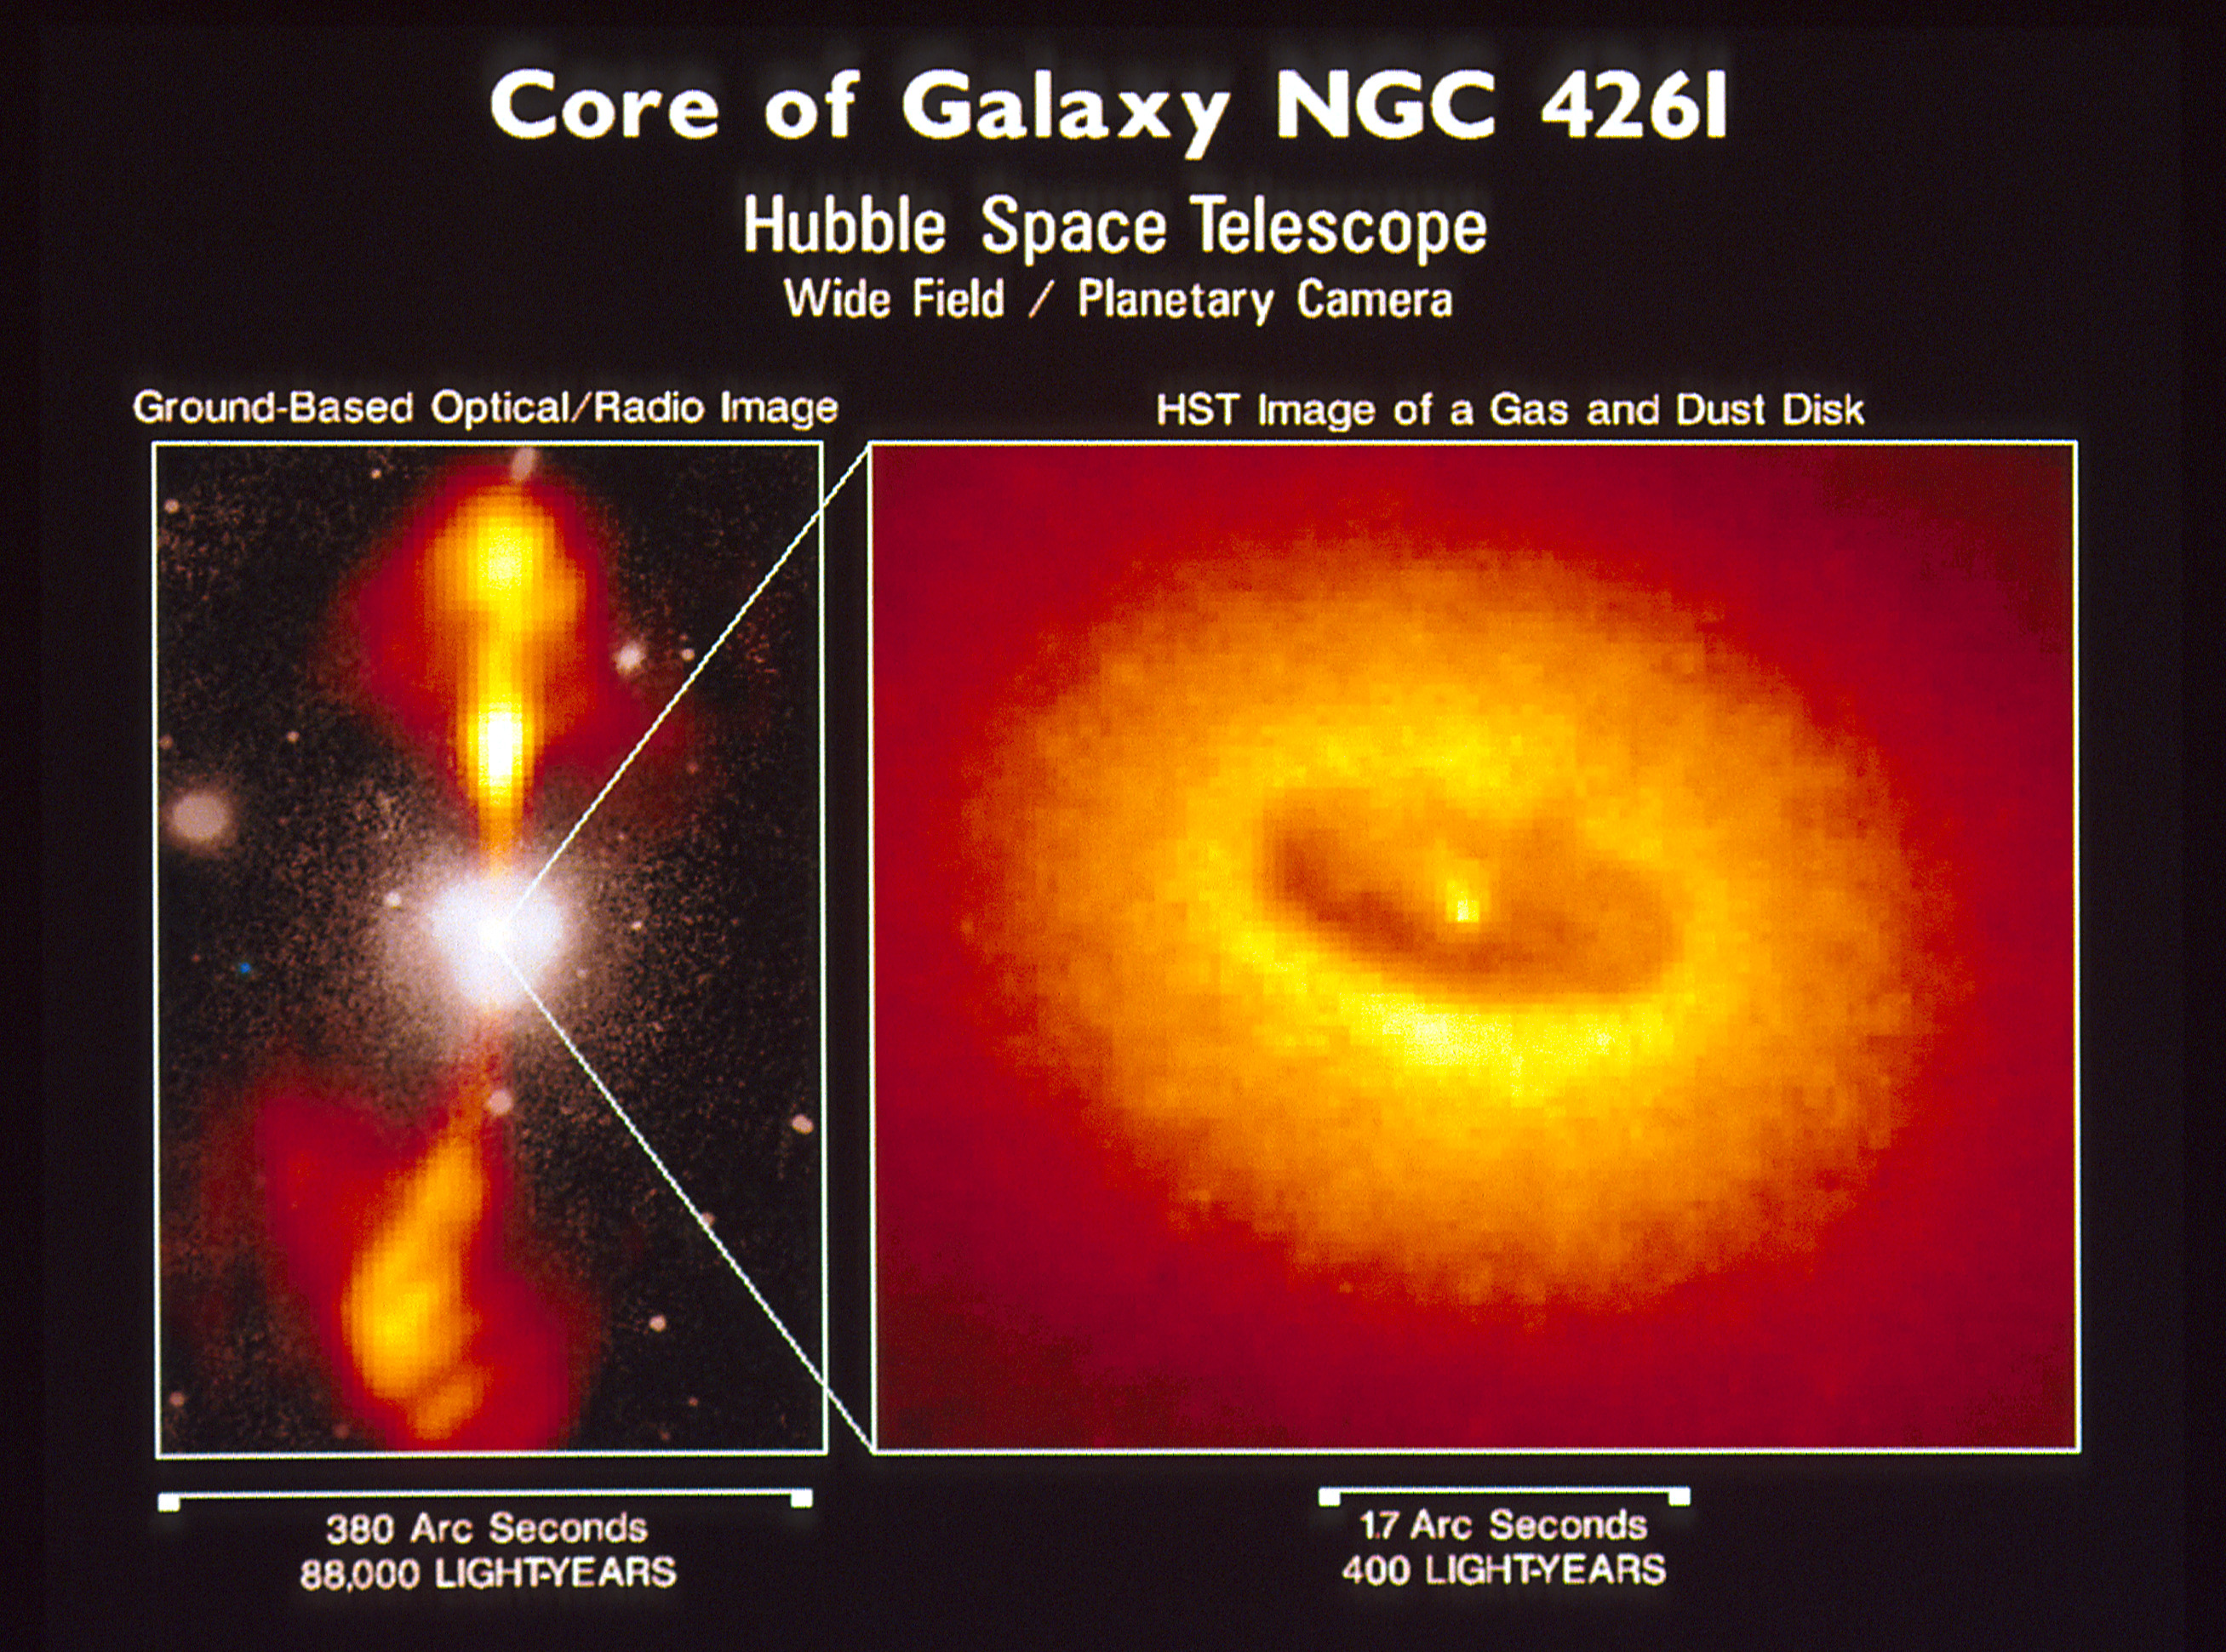 Core of Galaxy NGC 4261
Hubble Space Telescope
Wide Field / Planetary Camera
Ground-Based Optical/Radio Image
HST Image of a Gas and Dust Disk
380 Arc Seconds
88,000 LIGHT-YEARS
1.7 Arc Seconds
400 LIGHT-YEARS